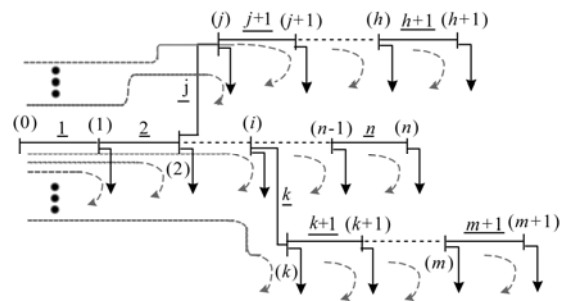 (j) j+1 (j+1) (h) h+1 (h+1)
j
(0) 1 (1) 2 (i) (n-1) n (n)
(2)
k
k+1 (k+1) m+1 (m+1)
(k) (m)